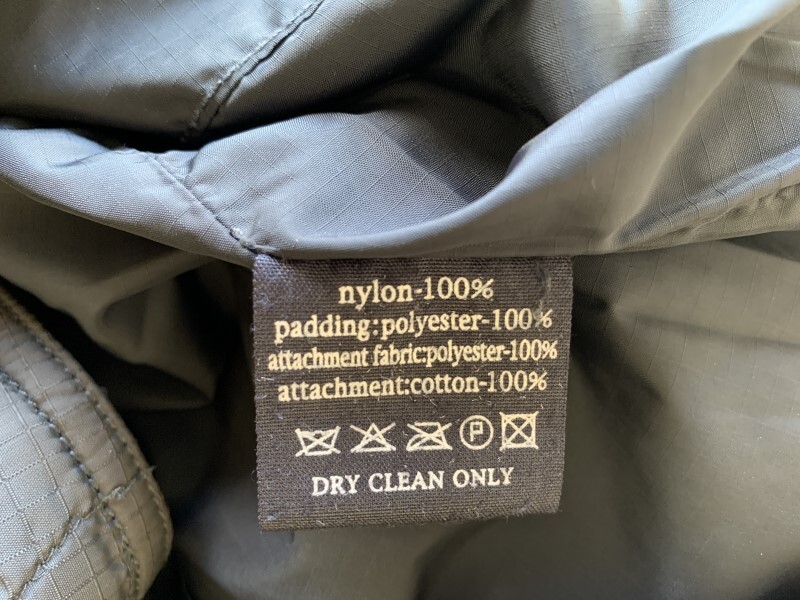 nylon-100%
padding:polyester-100%
attachment fabric:polyester-100%
attachment:cotton-100%
P
DRY CLEAN ONLY